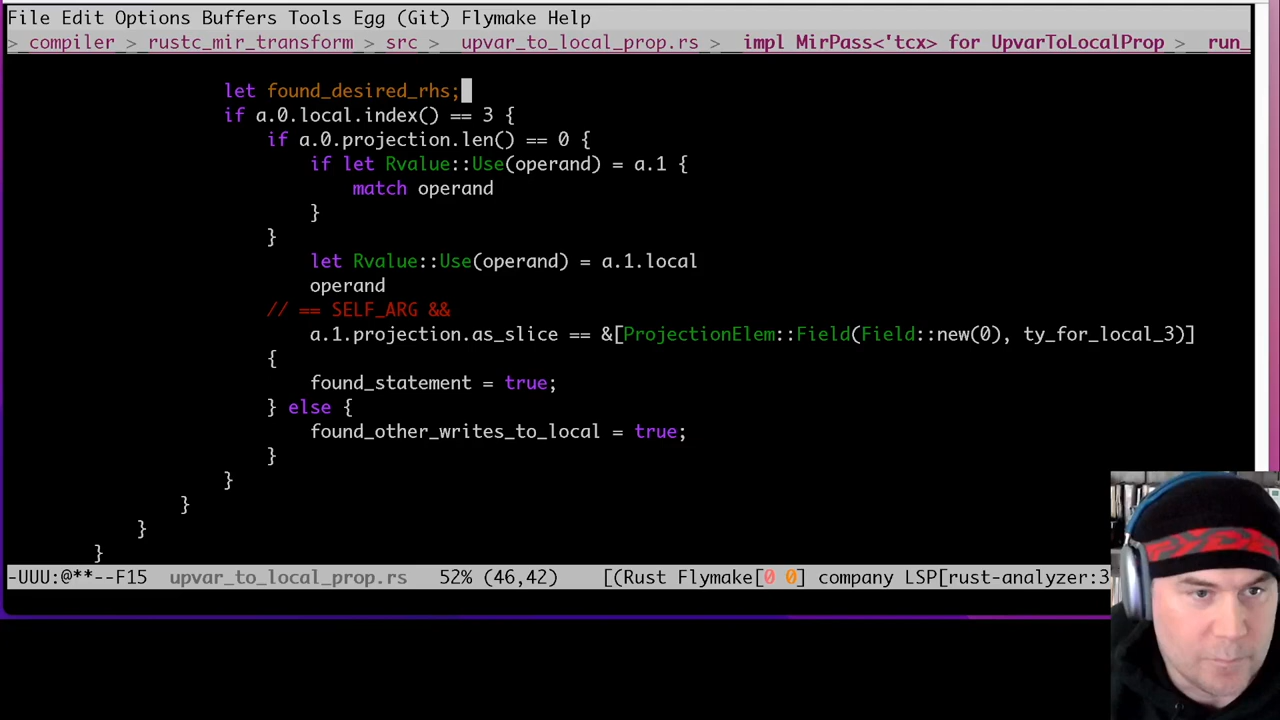 File Edit Options Buffers Tools Egg (Git) Flymake Help
> compiler > rustc_mir_transform > src > upvar_to_local_prop.rs > impl MirPass<'tcx> for UpvarToLocalProp > run_
let found_desired_rhs;
if a.0.local.index() == 3 {
if a.0.projection.len() == 0 {
if let Rvalue::Use(operand) = a.1 {
match operand
}
}
let Rvalue::Use(operand) = a.1.local
operand
// == SELF_ARG &&
a.1.projection.as_slice == &[ProjectionElem::Field(Field::new(0), ty_for_local_3)]
{
found_statement = true;
} else {
found_other_writes_to_local = true;
}
}
}
}
}
-UUU:@**--F15 upvar_to_local_prop.rs 52% (46,42) [(Rust Flymake[0 0] company LSP[rust-analyzer:3